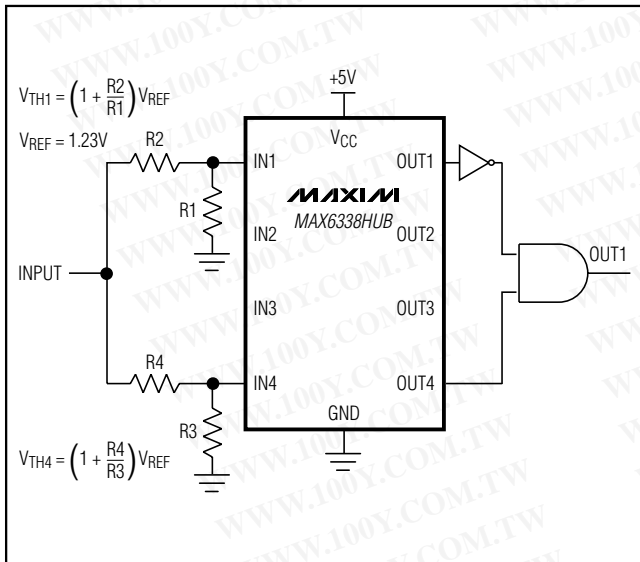 V_TH1 = (1 + R2/R1) V_REF
V_REF = 1.23V
+5V
V_CC
R2
IN1
OUT1
R1
MAXIM
MAX6338HUB
IN2
OUT2
INPUT
OUT1
IN3
OUT3
R4
IN4
OUT4
R3
GND
V_TH4 = (1 + R4/R3) V_REF
WWW.100Y.COM.TW